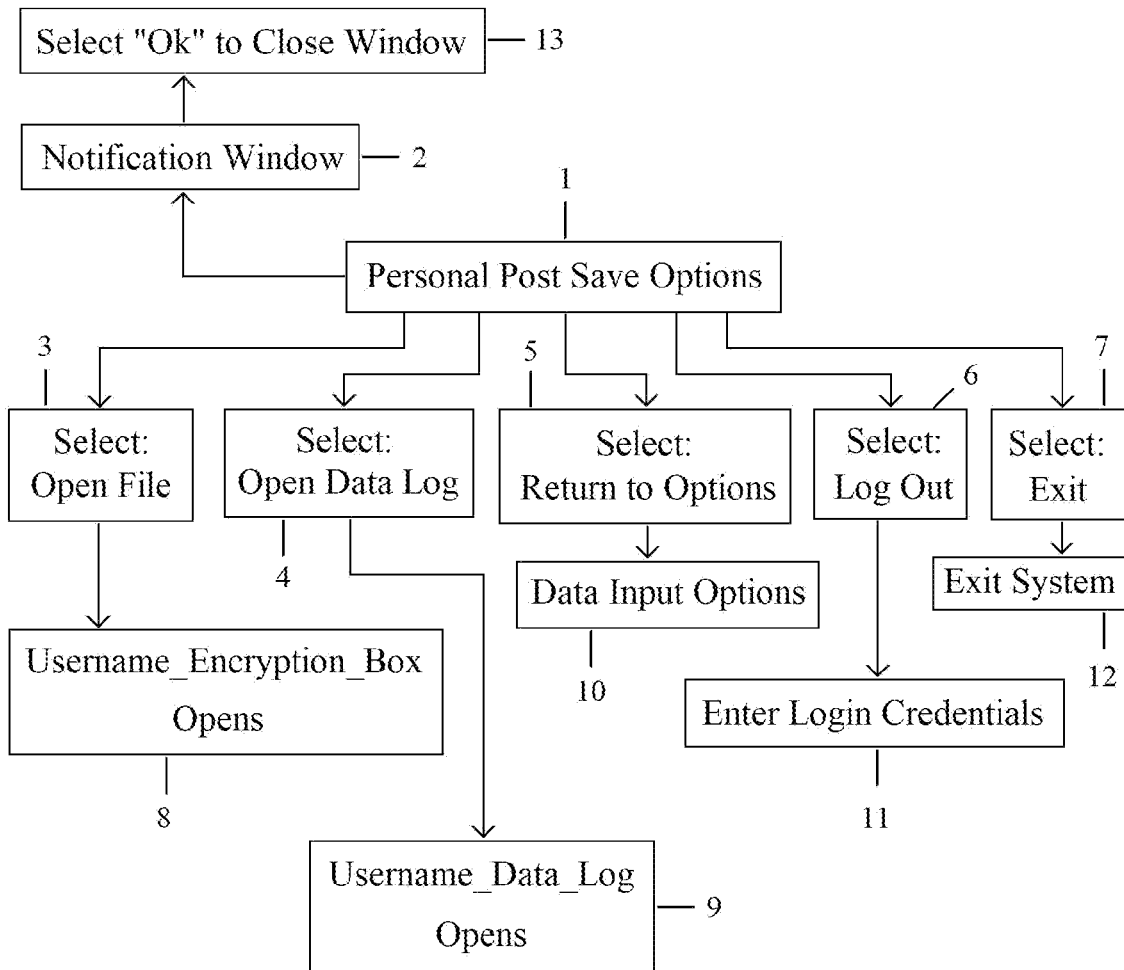 Select "Ok" to Close Window
13
Notification Window
2
1
Personal Post Save Options
3
5
6
7
Select:
Open File
Select:
Open Data Log
Select:
Return to Options
Select:
Log Out
Select:
Exit
4
Data Input Options
Exit System
Username_Encryption_Box
Opens
10
12
Enter Login Credentials
8
11
Username_Data_Log
Opens
9